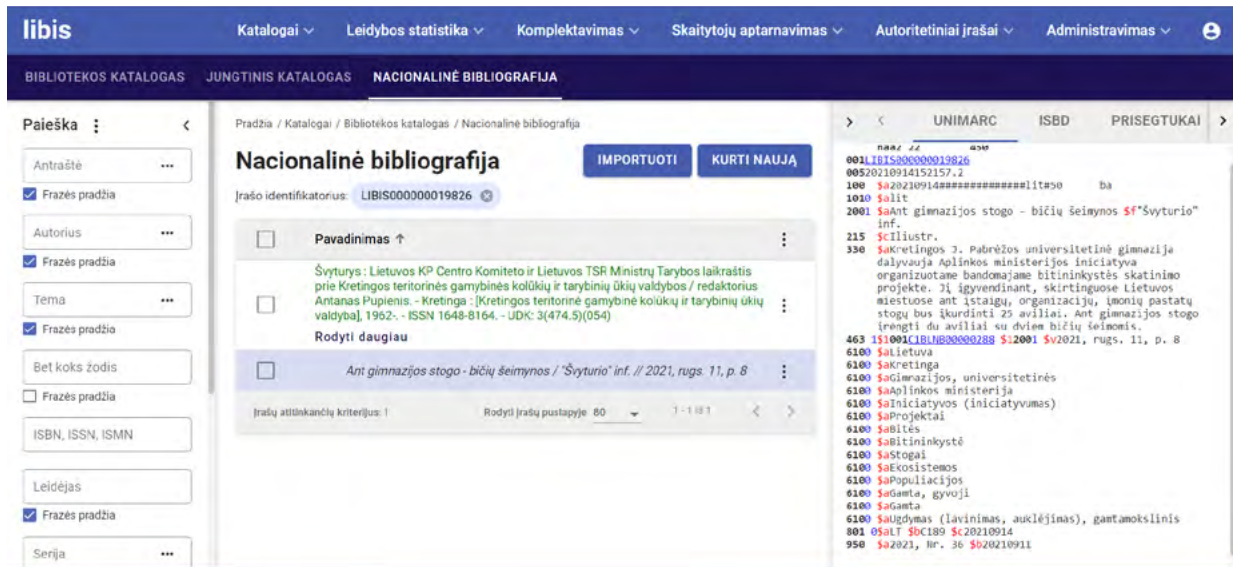 libis
Katalogai
Leidybos statistika
Komplektavimas
Skaitytojų aptarnavimas
Autoritetiniai įrašai
Administravimas
BIBLIOTEKOS KATALOGAS
JUNGTINIS KATALOGAS
NACIONALINĖ BIBLIOGRAFIJA
Paieška
Antraštė
Frazės pradžia
Autorius
Frazės pradžia
Tema
Frazės pradžia
Bet koks žodis
Frazės pradžia
ISBN, ISSN, ISMN
Leidėjas
Frazės pradžia
Serija
Pradžia / Katalogai / Bibliotekos katalogas / Nacionalinė bibliografija
Nacionalinė bibliografija
IMPORTUOTI
KURTI NAUJĄ
Įrašo identifikatorius: LIBIS000000019826
Pavadinimas ↑
Švyturys : Lietuvos KP Centro Komiteto ir Lietuvos TSR Ministrų Tarybos laikraštis
prie Kretingos teritorinės gamybinės kolūkių ir tarybinių ūkių valdybos / redaktorius
Antanas Pupienis. - Kretinga : [Kretingos teritorinė gamybinė kolūkių ir tarybinių ūkių
valdyba], 1962-. - ISSN 1648-8164. - UDK: 3(474.5)(054)
Rodyti daugiau
Ant gimnazijos stogo - bičių šeimynos / "Švyturio" inf. // 2021, rugs. 11, p. 8
Įrašų atitinkančių kriterijus: 1
Rodyti įrašų puslapyje 80
1 - 1 iš 1
UNIMARC
ISBD
PRISEGTUKAI
naa2 22 450
001LIBIS000000019826
00520210914152157.2
100 $a20210914##############lit#50 ba
1010 $alit
2001 $aAnt gimnazijos stogo - bičių šeimynos $f"Švyturio"
inf.
215 $cIliustr.
330 $aKretingos J. Pabrėžos universitetinė gimnazija
dalyvauja Aplinkos ministerijos iniciatyva
organizuotame bandomajame bitininkystės skatinimo
projekte. Jį įgyvendinant, skirtinguose Lietuvos
miestuose ant įstaigų, organizacijų, įmonių pastatų
stogų bus įkurdinti 25 aviliai. Ant gimnazijos stogo
įrengti du aviliai su dviem bičių šeimomis.
463 1$1001C1BLNB00000288 $12001 $v2021, rugs. 11, p. 8
6100 $aLietuva
6100 $aKretinga
6100 $aGimnazijos, universitetinės
6100 $aAplinkos ministerija
6100 $aIniciatyvos (iniciatyvumas)
6100 $aProjektai
6100 $aBitės
6100 $aBitininkystė
6100 $aStogai
6100 $aEkosistemos
6100 $aPopuliacijos
6100 $aGamta, gyvoji
6100 $aGamta
6100 $aUgdymas (lavinimas, auklėjimas), gamtamokslinis
801 0$aLT $bC189 $c20210914
950 $a2021, Nr. 36 $b20210911